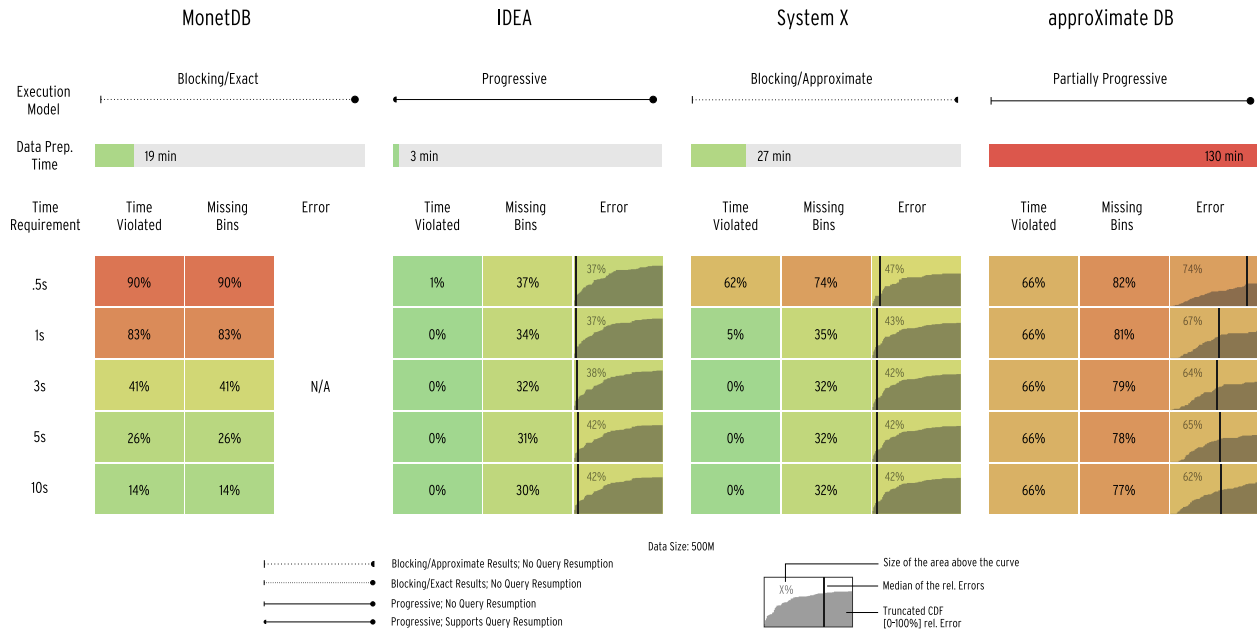 MonetDB
IDEA
System X
approXimate DB
Execution
Model
Blocking/Exact
Progressive
Blocking/Approximate
Partially Progressive
Data Prep.
Time
19 min
3 min
27 min
130 min
Time
Requirement
Time
Violated
Missing
Bins
Error
Time
Violated
Missing
Bins
Error
Time
Violated
Missing
Bins
Error
Time
Violated
Missing
Bins
Error
.5s
90%
90%
1%
37%
37%
62%
74%
47%
66%
82%
74%
1s
83%
83%
0%
34%
37%
5%
35%
43%
66%
81%
67%
3s
41%
41%
N/A
0%
32%
38%
0%
32%
42%
66%
79%
64%
5s
26%
26%
0%
31%
42%
0%
32%
42%
66%
78%
65%
10s
14%
14%
0%
30%
42%
0%
32%
42%
66%
77%
62%
Data Size: 500M
Blocking/Approximate Results; No Query Resumption
Blocking/Exact Results; No Query Resumption
Progressive; No Query Resumption
Progressive; Supports Query Resumption
X%
Size of the area above the curve
Median of the rel. Errors
Truncated CDF
[0-100%] rel. Error